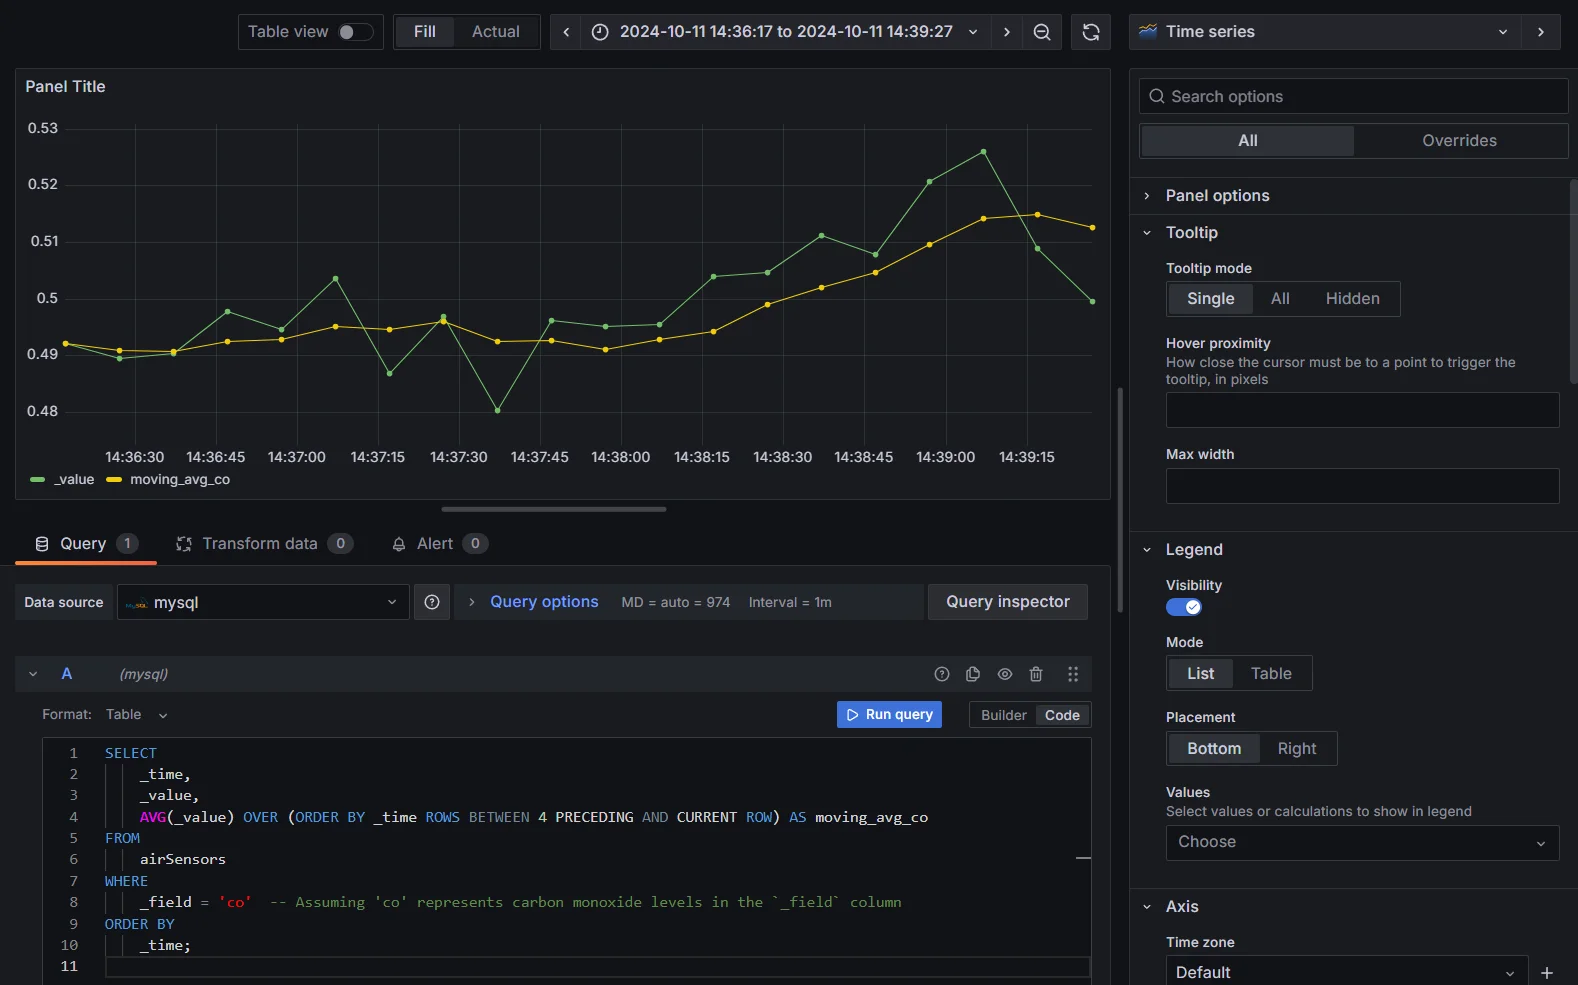 Table view
Fill
Actual
2024-10-11 14:36:17 to 2024-10-11 14:39:27
Time series
Panel Title
0.53
0.52
0.51
0.5
0.49
0.48
14:36:30 14:36:45 14:37:00 14:37:15 14:37:30 14:37:45 14:38:00 14:38:15 14:38:30 14:38:45 14:39:00 14:39:15
_value moving_avg_co
Search options
All Overrides
Panel options
Tooltip
Tooltip mode
Single All Hidden
Hover proximity
How close the cursor must be to a point to trigger the
tooltip, in pixels
Max width
Legend
Visibility
Mode
List Table
Placement
Bottom Right
Values
Select values or calculations to show in legend
Choose
Axis
Time zone
Default
Query 1 Transform data 0 Alert 0
Data source MySQL mysql Query options MD = auto = 974 Interval = 1m Query inspector
A (mysql)
Format: Table Run query Builder Code
1 SELECT
2 _time,
3 _value,
4 AVG(_value) OVER (ORDER BY _time ROWS BETWEEN 4 PRECEDING AND CURRENT ROW) AS moving_avg_co
5 FROM
6 airSensors
7 WHERE
8 _field = 'co' -- Assuming 'co' represents carbon monoxide levels in the `_field` column
9 ORDER BY
10 _time;
11